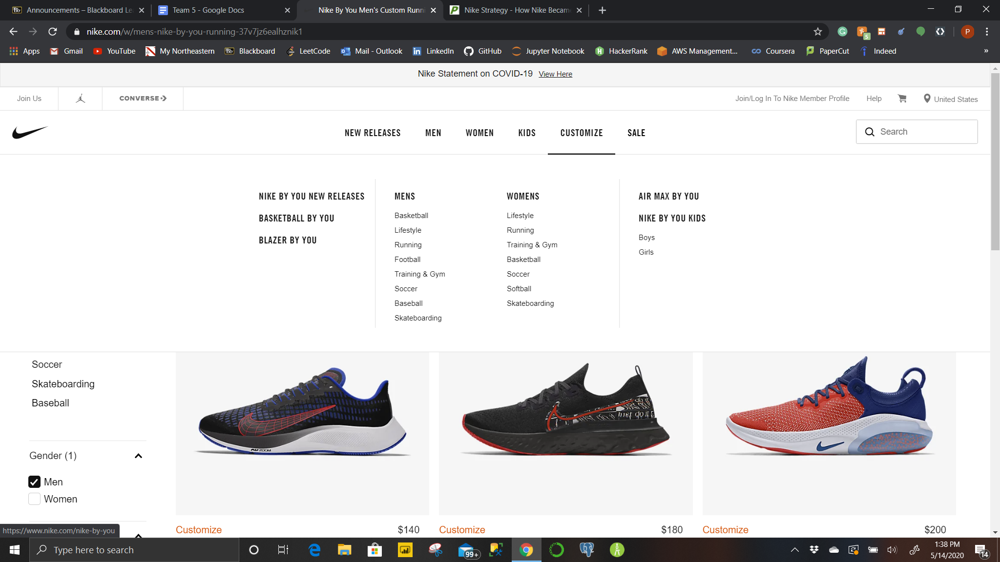 Announcements – Blackboard Le
Team 5 - Google Docs
Nike By You Men's Custom Runni
Nike Strategy - How Nike Became
nike.com/w/mens-nike-by-you-running-37v7jz6ealhznik1
5
P
Apps
Gmail
YouTube
My Northeastern
Bb Blackboard
LeetCode
Mail - Outlook
LinkedIn
GitHub
Jupyter Notebook
HackerRank
AWS Management...
Coursera
PaperCut
Indeed
»
Nike Statement on COVID-19 View Here
Join Us
CONVERSE
Join/Log In To Nike Member Profile
Help
United States
NEW RELEASES
MEN
WOMEN
KIDS
CUSTOMIZE
SALE
Search
NIKE BY YOU NEW RELEASES
BASKETBALL BY YOU
BLAZER BY YOU
MENS
Basketball
Lifestyle
Running
Football
Training & Gym
Soccer
Baseball
Skateboarding
WOMENS
Lifestyle
Running
Training & Gym
Basketball
Soccer
Softball
Skateboarding
AIR MAX BY YOU
NIKE BY YOU KIDS
Boys
Girls
Soccer
Skateboarding
Baseball
Gender (1)
Men
Women
ZOOM
just do it
Customize $140
Customize $180
Customize $200
https://www.nike.com/nike-by-you
Type here to search
99+
1:38 PM
5/14/2020
14